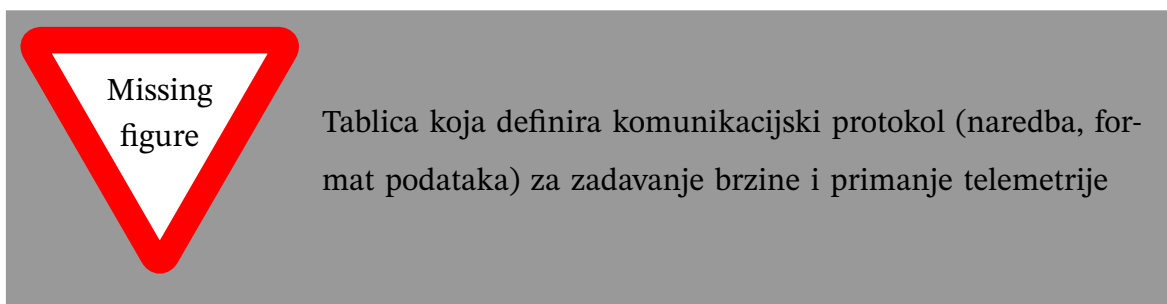 Missing
figure
Tablica koja definira komunikacijski protokol (naredba, for-
mat podataka) za zadavanje brzine i primanje telemetrije